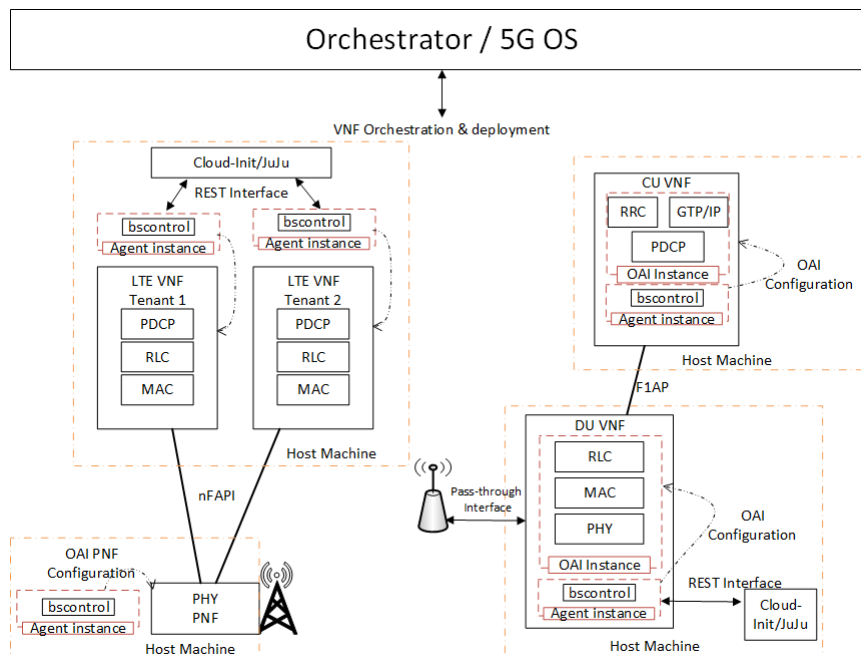 Orchestrator / 5G OS
VNF Orchestration & deployment
Cloud-Init/JuJu
REST Interface
bscontrol
Agent instance
bscontrol
Agent instance
LTE VNF
Tenant 1
PDCP
RLC
MAC
LTE VNF
Tenant 2
PDCP
RLC
MAC
Host Machine
nFAPI
OAI PNF
Configuration
bscontrol
Agent instance
PHY
PNF
Host Machine
CU VNF
RRC
GTP/IP
PDCP
OAI Instance
bscontrol
Agent instance
OAI
Configuration
Host Machine
F1AP
DU VNF
RLC
MAC
PHY
OAI Instance
bscontrol
Agent instance
Pass-through
Interface
OAI
Configuration
REST Interface
Cloud-
Init/JuJu
Host Machine